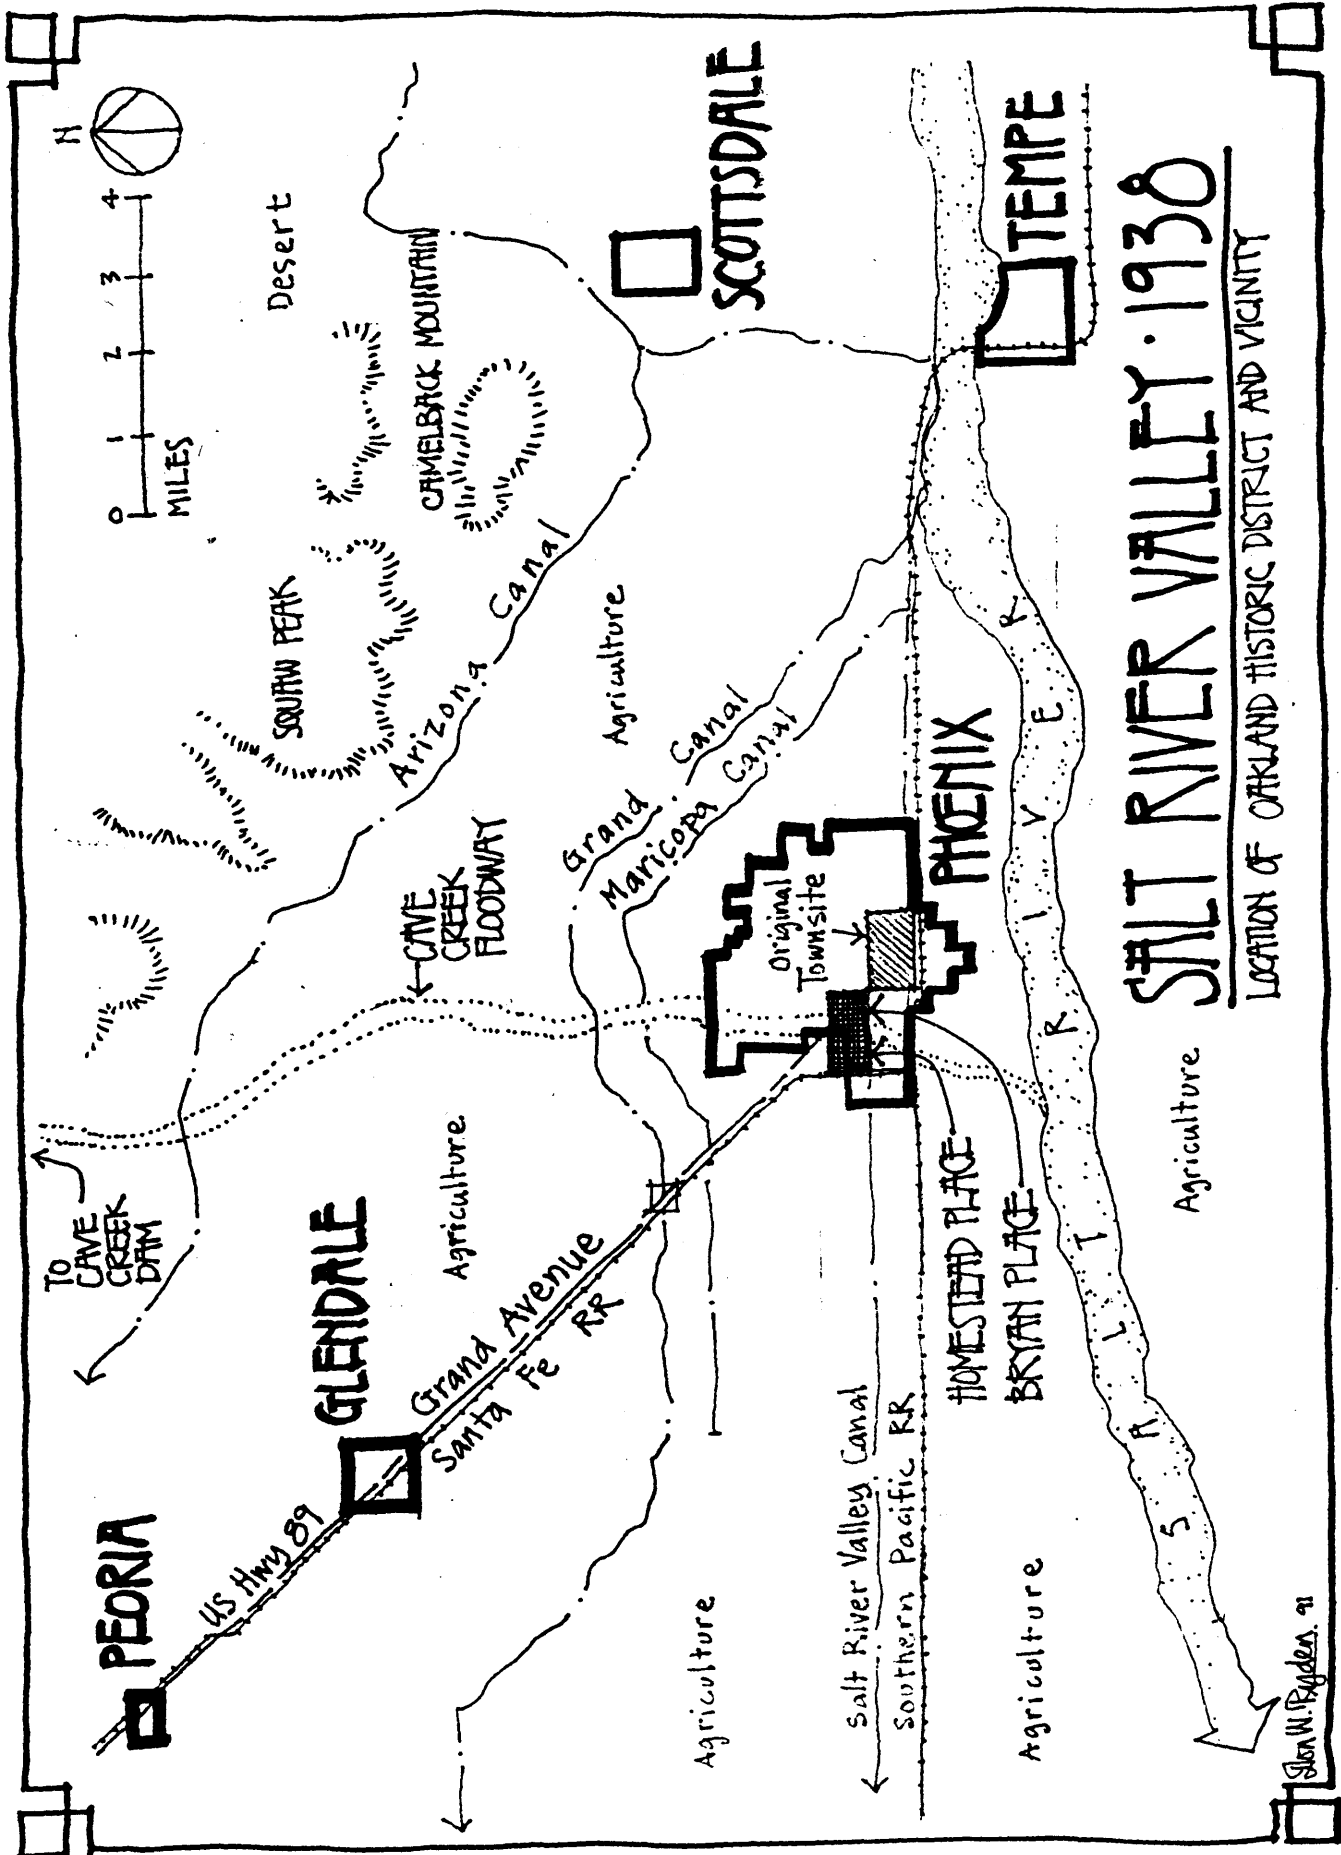 N
0 1 2 3 4
MILES
Desert
SQUAW PEAK
CAMELBACK MOUNTAIN
Arizona Canal
SCOTTSDALE
TO
CAVE
CREEK
DAM
CAVE
CREEK
FLOODWAY
PEORIA
US Hwy 89
GLENDALE
Grand Avenue
Santa Fe RR
Agriculture
Agriculture
Grand Canal
Maricopa Canal
Original
Townsite
PHOENIX
TEMPE
Agriculture
Salt River Valley Canal
Southern Pacific RR
HOMESTEAD PLACE
BRYAN PLACE
Agriculture
Agriculture
SALT RIVER
SALT RIVER VALLEY · 1938
LOCATION OF OAKLAND HISTORIC DISTRICT AND VICINITY
Don W. Ryden. 91